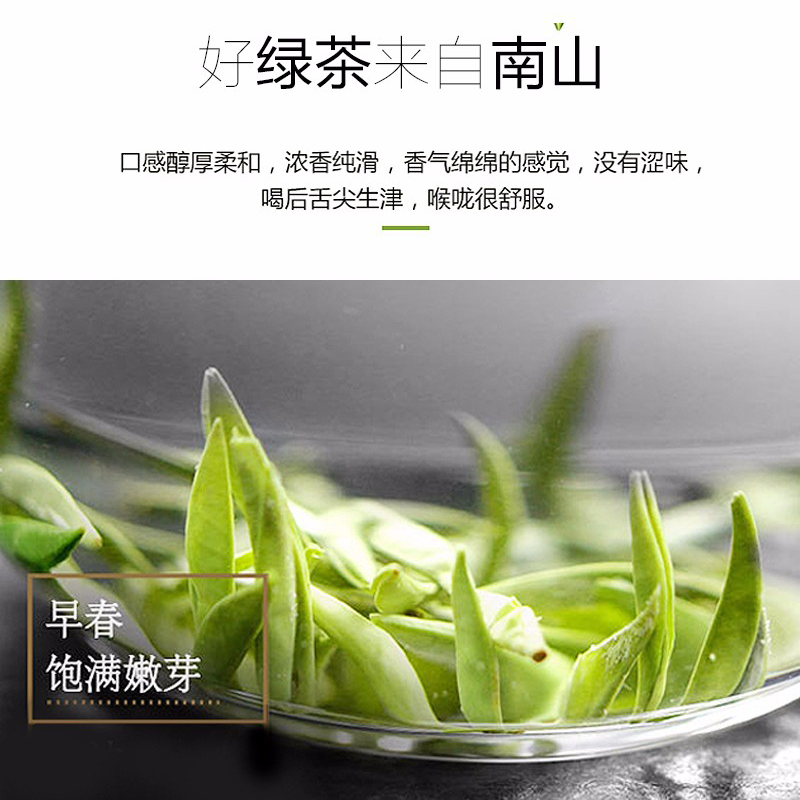 好绿茶来自南山
口感醇厚柔和，浓香纯滑，香气绵绵的感觉，没有涩味，
喝后舌尖生津，喉咙很舒服。
早春
饱满嫩芽